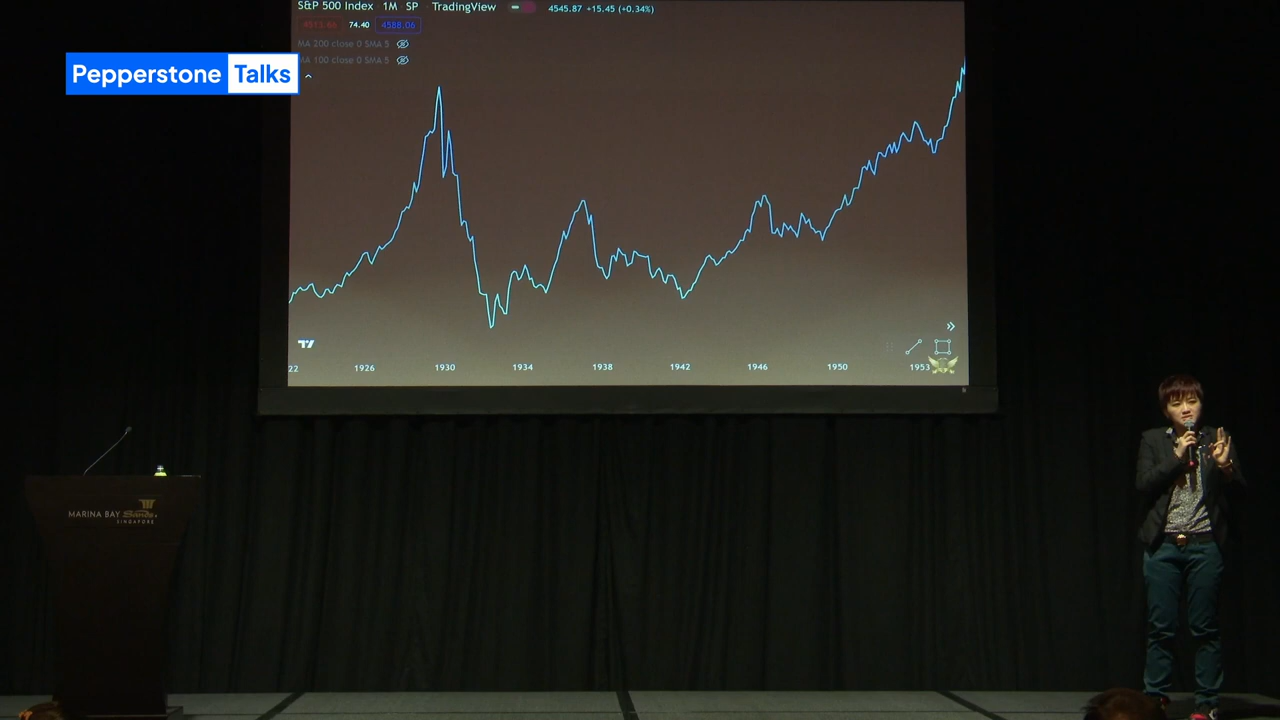 S&P 500 Index · 1M · SP · TradingView
4545.87 +15.45 (+0.34%)
4513.66 74.40 4588.06
MA 200 close 0 SMA 5
MA 100 close 0 SMA 5
Pepperstone Talks
22 1926 1930 1934 1938 1942 1946 1950 1953
MARINA BAY Sands
SINGAPORE